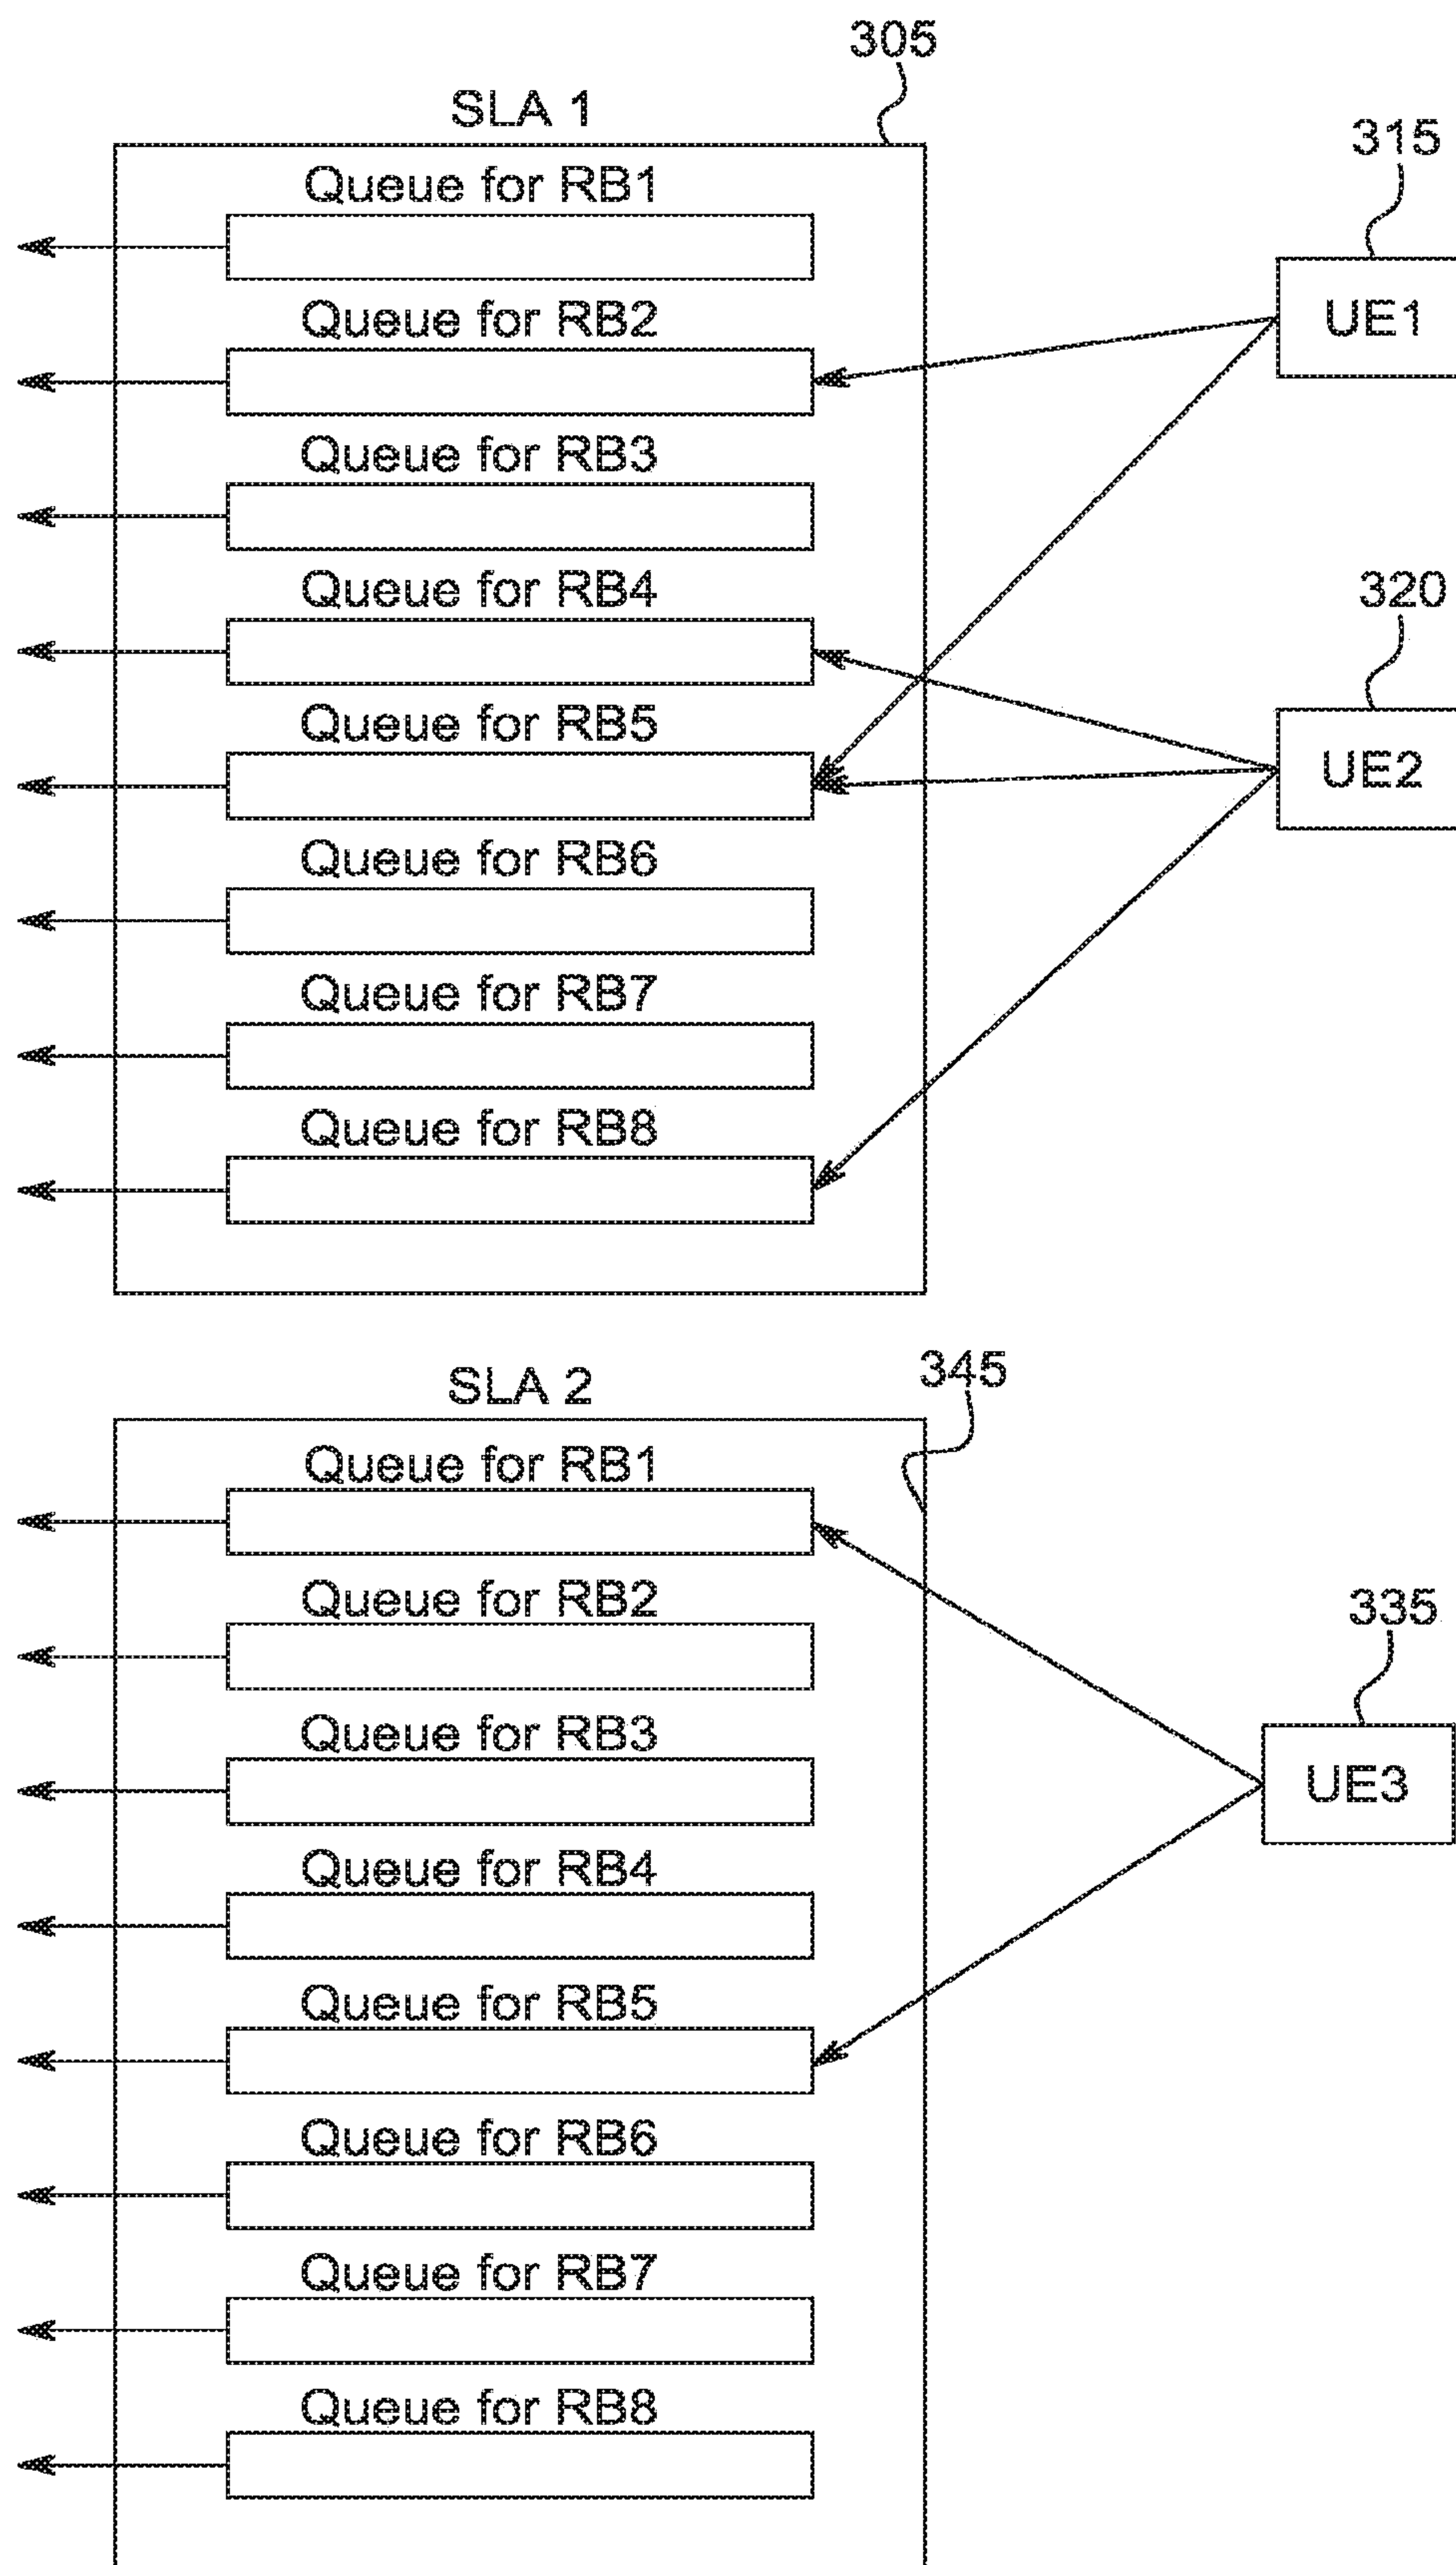 305
SLA 1
315
Queue for RB1
Queue for RB2
UE1
Queue for RB3
Queue for RB4
320
Queue for RB5
UE2
Queue for RB6
Queue for RB7
Queue for RB8
SLA 2
345
Queue for RB1
Queue for RB2
335
Queue for RB3
UE3
Queue for RB4
Queue for RB5
Queue for RB6
Queue for RB7
Queue for RB8